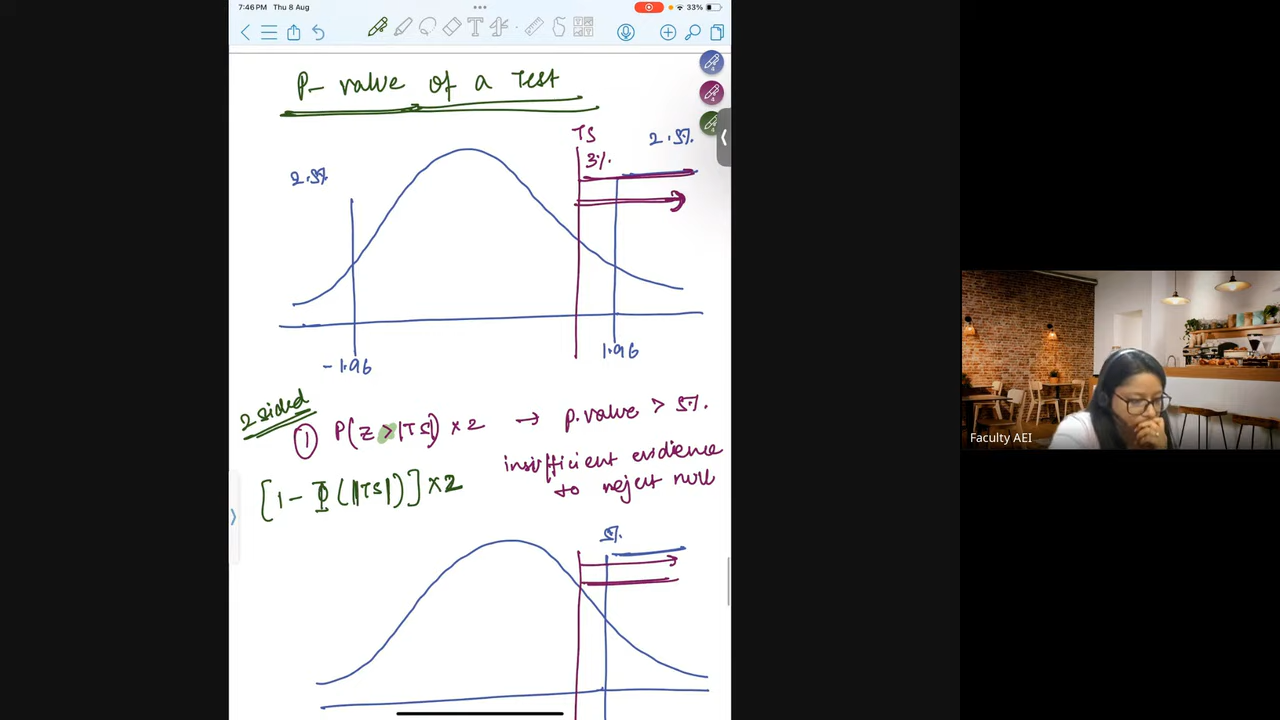 7:46 PM Thu 8 Aug
33%
P- value of a Test
TS
2.5%
3%
2.5%
-1.96
1.96
2 sided
① P(Z > |TS|) × 2 → p.value > 5%.
insufficient evidience
to reject null
[1 - Φ(|TS|)] × 2
5%
Faculty AEI